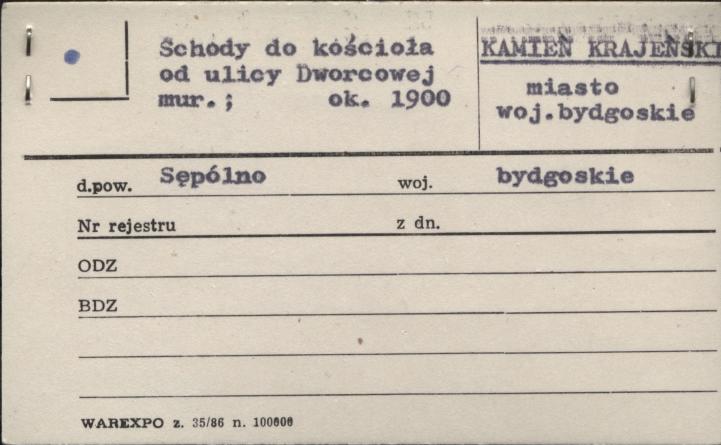 Schody do kościoła
od ulicy Dworcowej
mur.; ok. 1900
KAMIEŃ KRAJEŃSKI
miasto
woj.bydgoskie
d.pow. Sępólno woj. bydgoskie
Nr rejestru z dn.
ODZ
BDZ
WAREXPO z. 35/86 n. 100000